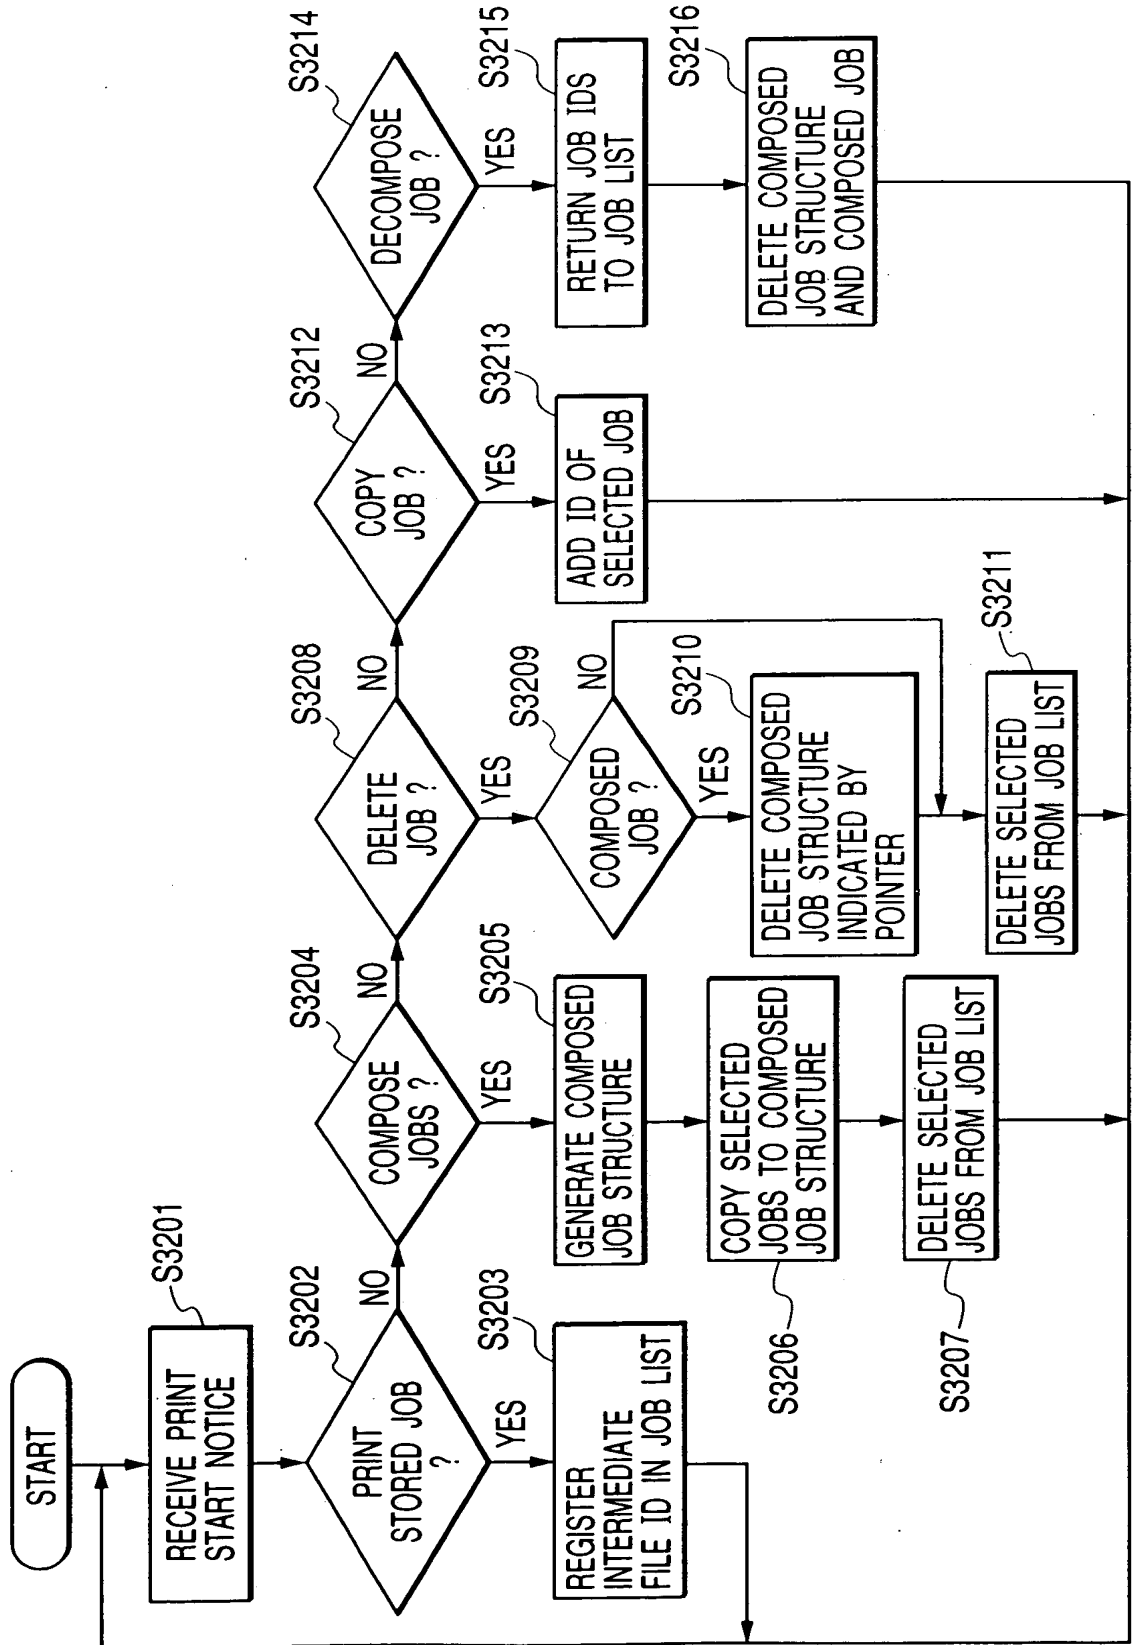 START
RECEIVE PRINT
START NOTICE
S3201
PRINT
STORED JOB
?
S3202
NO
YES
REGISTER
INTERMEDIATE
FILE ID IN JOB LIST
S3203
COMPOSE
JOBS ?
S3204
NO
YES
GENERATE COMPOSED
JOB STRUCTURE
S3205
COPY SELECTED
JOBS TO COMPOSED
JOB STRUCTURE
S3206
DELETE SELECTED
JOBS FROM JOB LIST
S3207
DELETE
JOB ?
S3208
NO
YES
COMPOSED
JOB ?
S3209
NO
YES
DELETE COMPOSED
JOB STRUCTURE
INDICATED BY
POINTER
S3210
DELETE SELECTED
JOBS FROM JOB LIST
S3211
COPY
JOB ?
S3212
NO
YES
ADD ID OF
SELECTED JOB
S3213
DECOMPOSE
JOB ?
S3214
YES
RETURN JOB IDS
TO JOB LIST
S3215
DELETE COMPOSED
JOB STRUCTURE
AND COMPOSED JOB
S3216